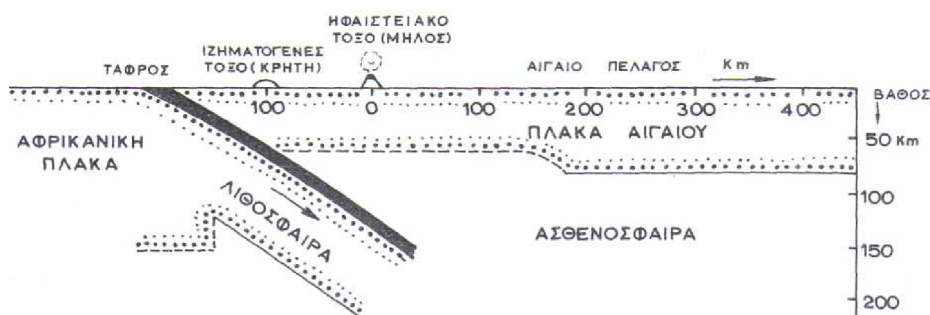 ΗΦΑΙΣΤΕΙΑΚΟ
ΤΟΞΟ (ΜΗΛΟΣ)
ΙΖΗΜΑΤΟΓΕΝΕΣ
ΤΟΞΟ (ΚΡΗΤΗ)
ΤΑΦΡΟΣ
ΑΙΓΑΙΟ ΠΕΛΑΓΟΣ Km
ΒΑΘΟΣ
100 0 100 200 300 400
ΠΛΑΚΑ ΑΙΓΑΙΟΥ
50 Km
ΑΦΡΙΚΑΝΙΚΗ
ΠΛΑΚΑ
100
ΛΙΘΟΣΦΑΙΡΑ
ΑΣΘΕΝΟΣΦΑΙΡΑ
150
200